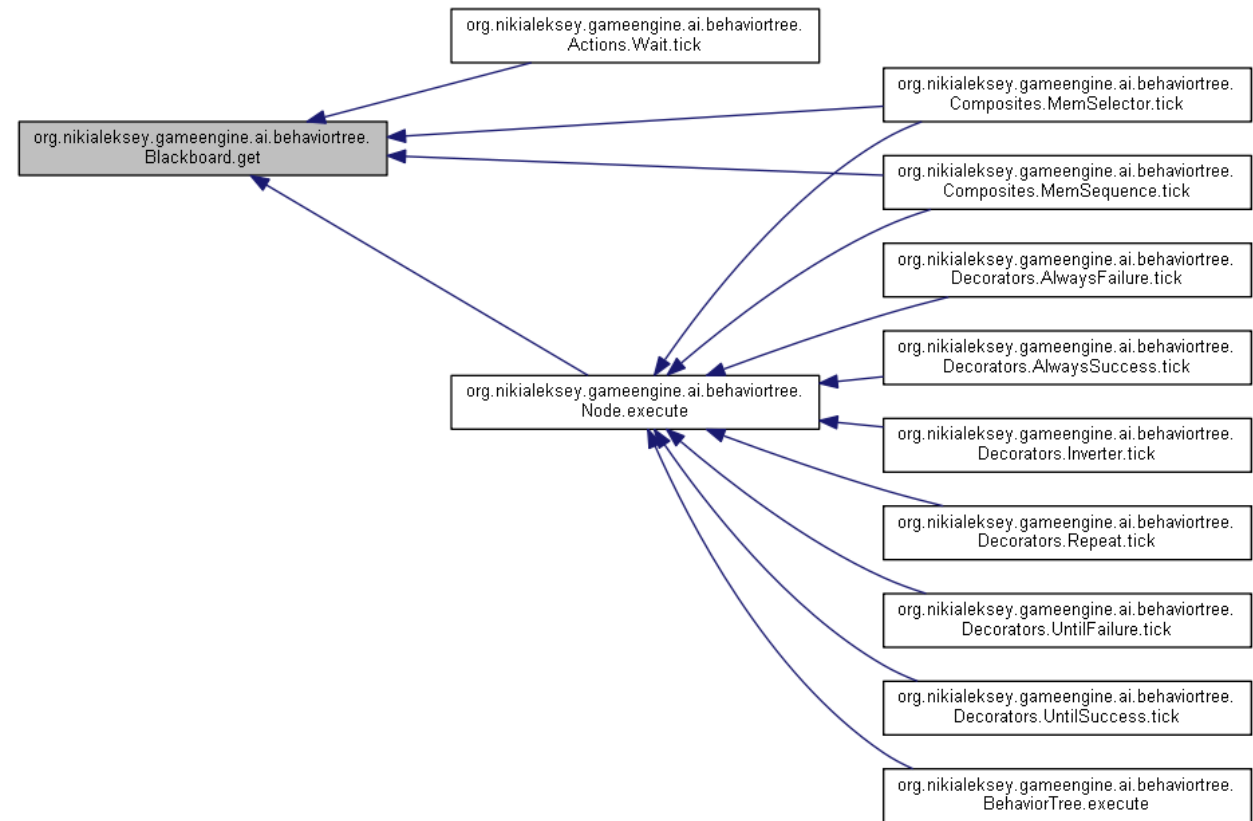 org.nikialeksey.gameengine.ai.behaviortree.
Actions.Wait.tick
org.nikialeksey.gameengine.ai.behaviortree.
Composites.MemSelector.tick
org.nikialeksey.gameengine.ai.behaviortree.
Blackboard.get
org.nikialeksey.gameengine.ai.behaviortree.
Composites.MemSequence.tick
org.nikialeksey.gameengine.ai.behaviortree.
Decorators.AlwaysFailure.tick
org.nikialeksey.gameengine.ai.behaviortree.
Decorators.AlwaysSuccess.tick
org.nikialeksey.gameengine.ai.behaviortree.
Node.execute
org.nikialeksey.gameengine.ai.behaviortree.
Decorators.Inverter.tick
org.nikialeksey.gameengine.ai.behaviortree.
Decorators.Repeat.tick
org.nikialeksey.gameengine.ai.behaviortree.
Decorators.UntilFailure.tick
org.nikialeksey.gameengine.ai.behaviortree.
Decorators.UntilSuccess.tick
org.nikialeksey.gameengine.ai.behaviortree.
BehaviorTree.execute